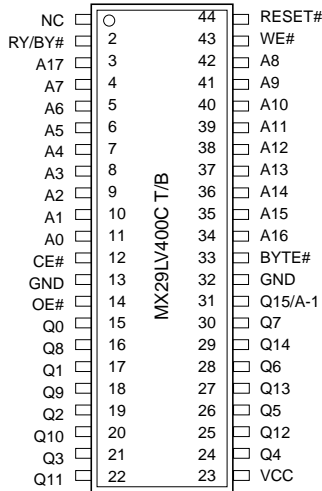 NC 44 RESET#
RY/BY# 2 43 WE#
A17 3 42 A8
A7 4 41 A9
A6 5 40 A10
A5 6 39 A11
A4 7 38 A12
A3 8 37 A13
A2 9 36 A14
A1 10 35 A15
A0 11 34 A16
CE# 12 33 BYTE#
GND 13 32 GND
OE# 14 31 Q15/A-1
Q0 15 30 Q7
Q8 16 29 Q14
Q1 17 28 Q6
Q9 18 27 Q13
Q2 19 26 Q5
Q10 20 25 Q12
Q3 21 24 Q4
Q11 22 23 VCC
MX29LV400C T/B